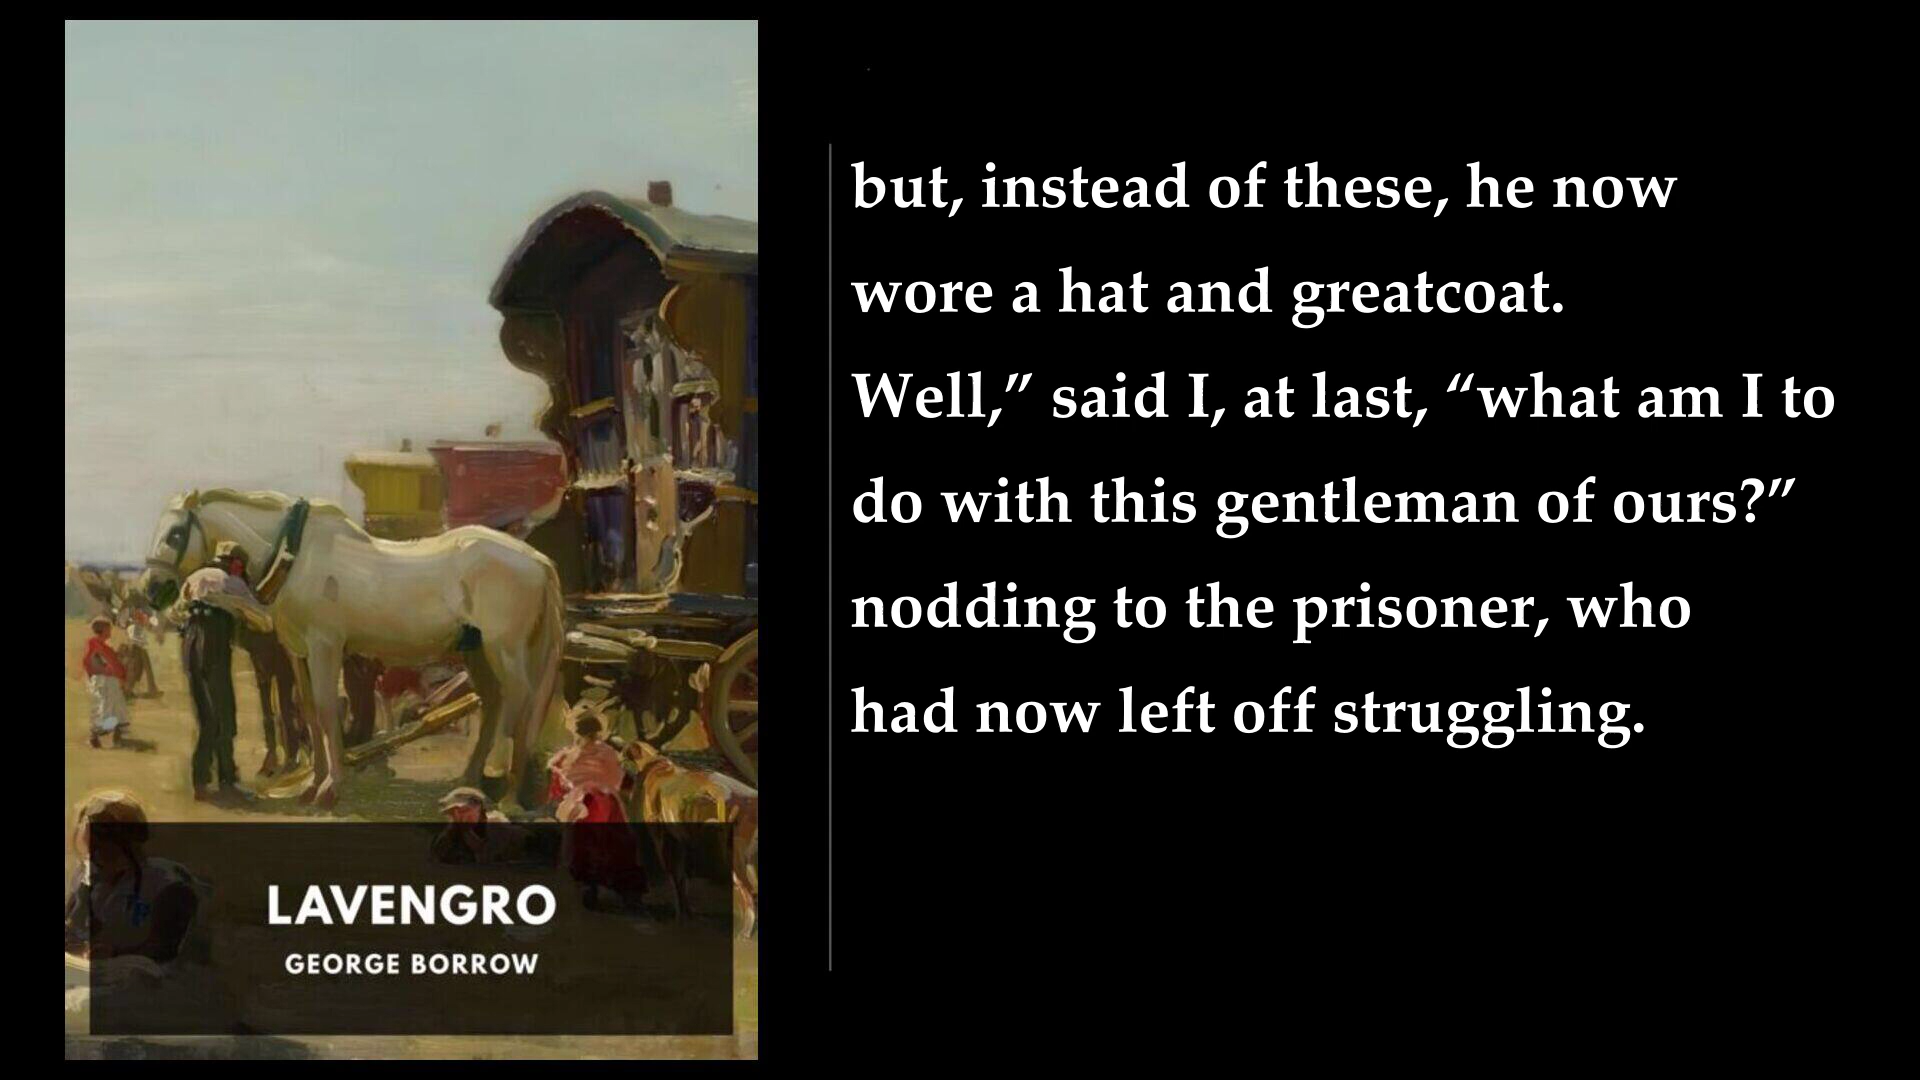 but, instead of these, he now
wore a hat and greatcoat.
Well,” said I, at last, “what am I to
do with this gentleman of ours?”
nodding to the prisoner, who
had now left off struggling.
LAVENGRO
GEORGE BORROW